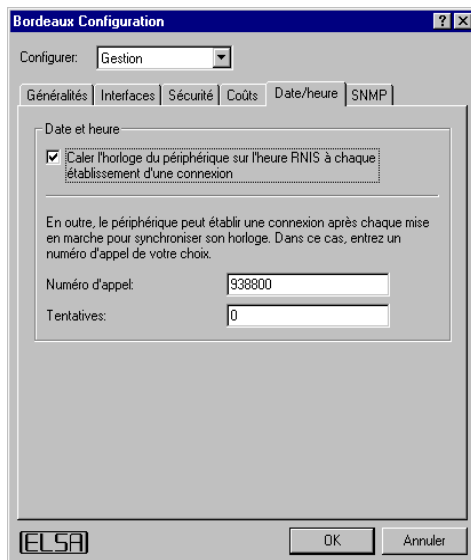 Bordeaux Configuration
Configurer: Gestion
Généralités Interfaces Sécurité Coûts Date/heure SNMP
Date et heure
Caler l'horloge du périphérique sur l'heure RNIS à chaque
établissement d'une connexion
En outre, le périphérique peut établir une connexion après chaque mise
en marche pour synchroniser son horloge. Dans ce cas, entrez un
numéro d'appel de votre choix.
Numéro d'appel: 938800
Tentatives: 0
ELSA OK Annuler